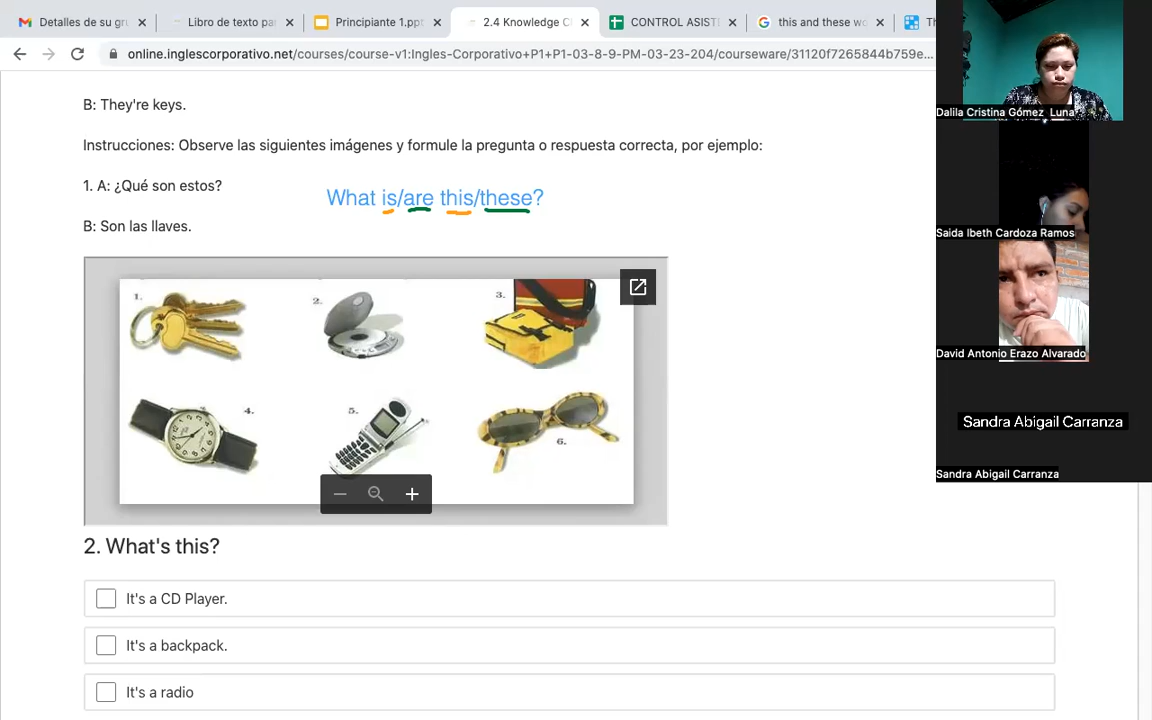 Detalles de su gru
Libro de texto pa
Principiante 1.ppt
2.4 Knowledge C
CONTROL ASIST
this and these wo
Th
online.inglescorporativo.net/courses/course-v1:Ingles-Corporativo+P1+P1-03-8-9-PM-03-23-204/courseware/31120f7265844b759e...
B: They're keys.
Instrucciones: Observe las siguientes imágenes y formule la pregunta o respuesta correcta, por ejemplo:
1. A: ¿Qué son estos?
What is/are this/these?
B: Son las llaves.
1.
2.
3.
4.
5.
6.
2. What's this?
It's a CD Player.
It's a backpack.
It's a radio
Dalila Cristina Gómez Luna
Saida Ibeth Cardoza Ramos
David Antonio Erazo Alvarado
Sandra Abigail Carranza
Sandra Abigail Carranza